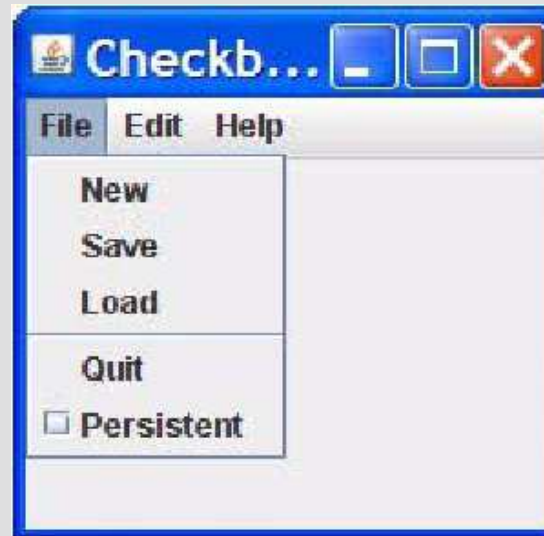 Checkb...
File Edit Help
New
Save
Load
Quit
Persistent